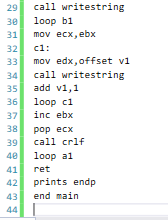 29 call writestring
30 loop b1
31 mov ecx,ebx
32 c1:
33 mov edx,offset v1
34 call writestring
35 add v1,1
36 loop c1
37 inc ebx
38 pop ecx
39 call crlf
40 loop a1
41 ret
42 prints endp
43 end main
44